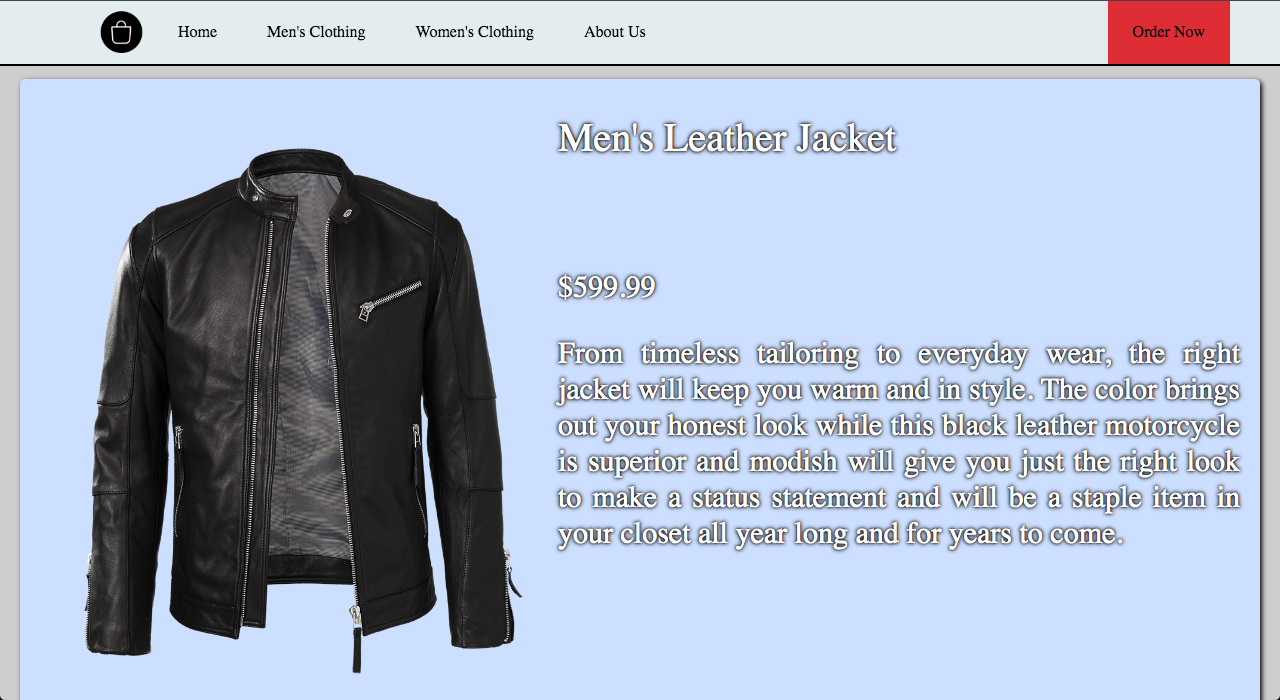 Home Men's Clothing Women's Clothing About Us Order Now
Men's Leather Jacket
$599.99
From timeless tailoring to everyday wear, the right
jacket will keep you warm and in style. The color brings
out your honest look while this black leather motorcycle
is superior and modish will give you just the right look
to make a status statement and will be a staple item in
your closet all year long and for years to come.